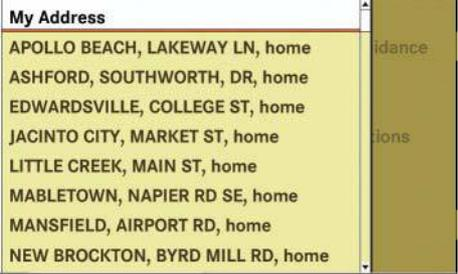 My Address
APOLLO BEACH, LAKEWAY LN, home
idance
ASHFORD, SOUTHWORTH, DR, home
EDWARDSVILLE, COLLEGE ST, home
JACINTO CITY, MARKET ST, home
tions
LITTLE CREEK, MAIN ST, home
MABLETOWN, NAPIER RD SE, home
MANSFIELD, AIRPORT RD, home
NEW BROCKTON, BYRD MILL RD, home